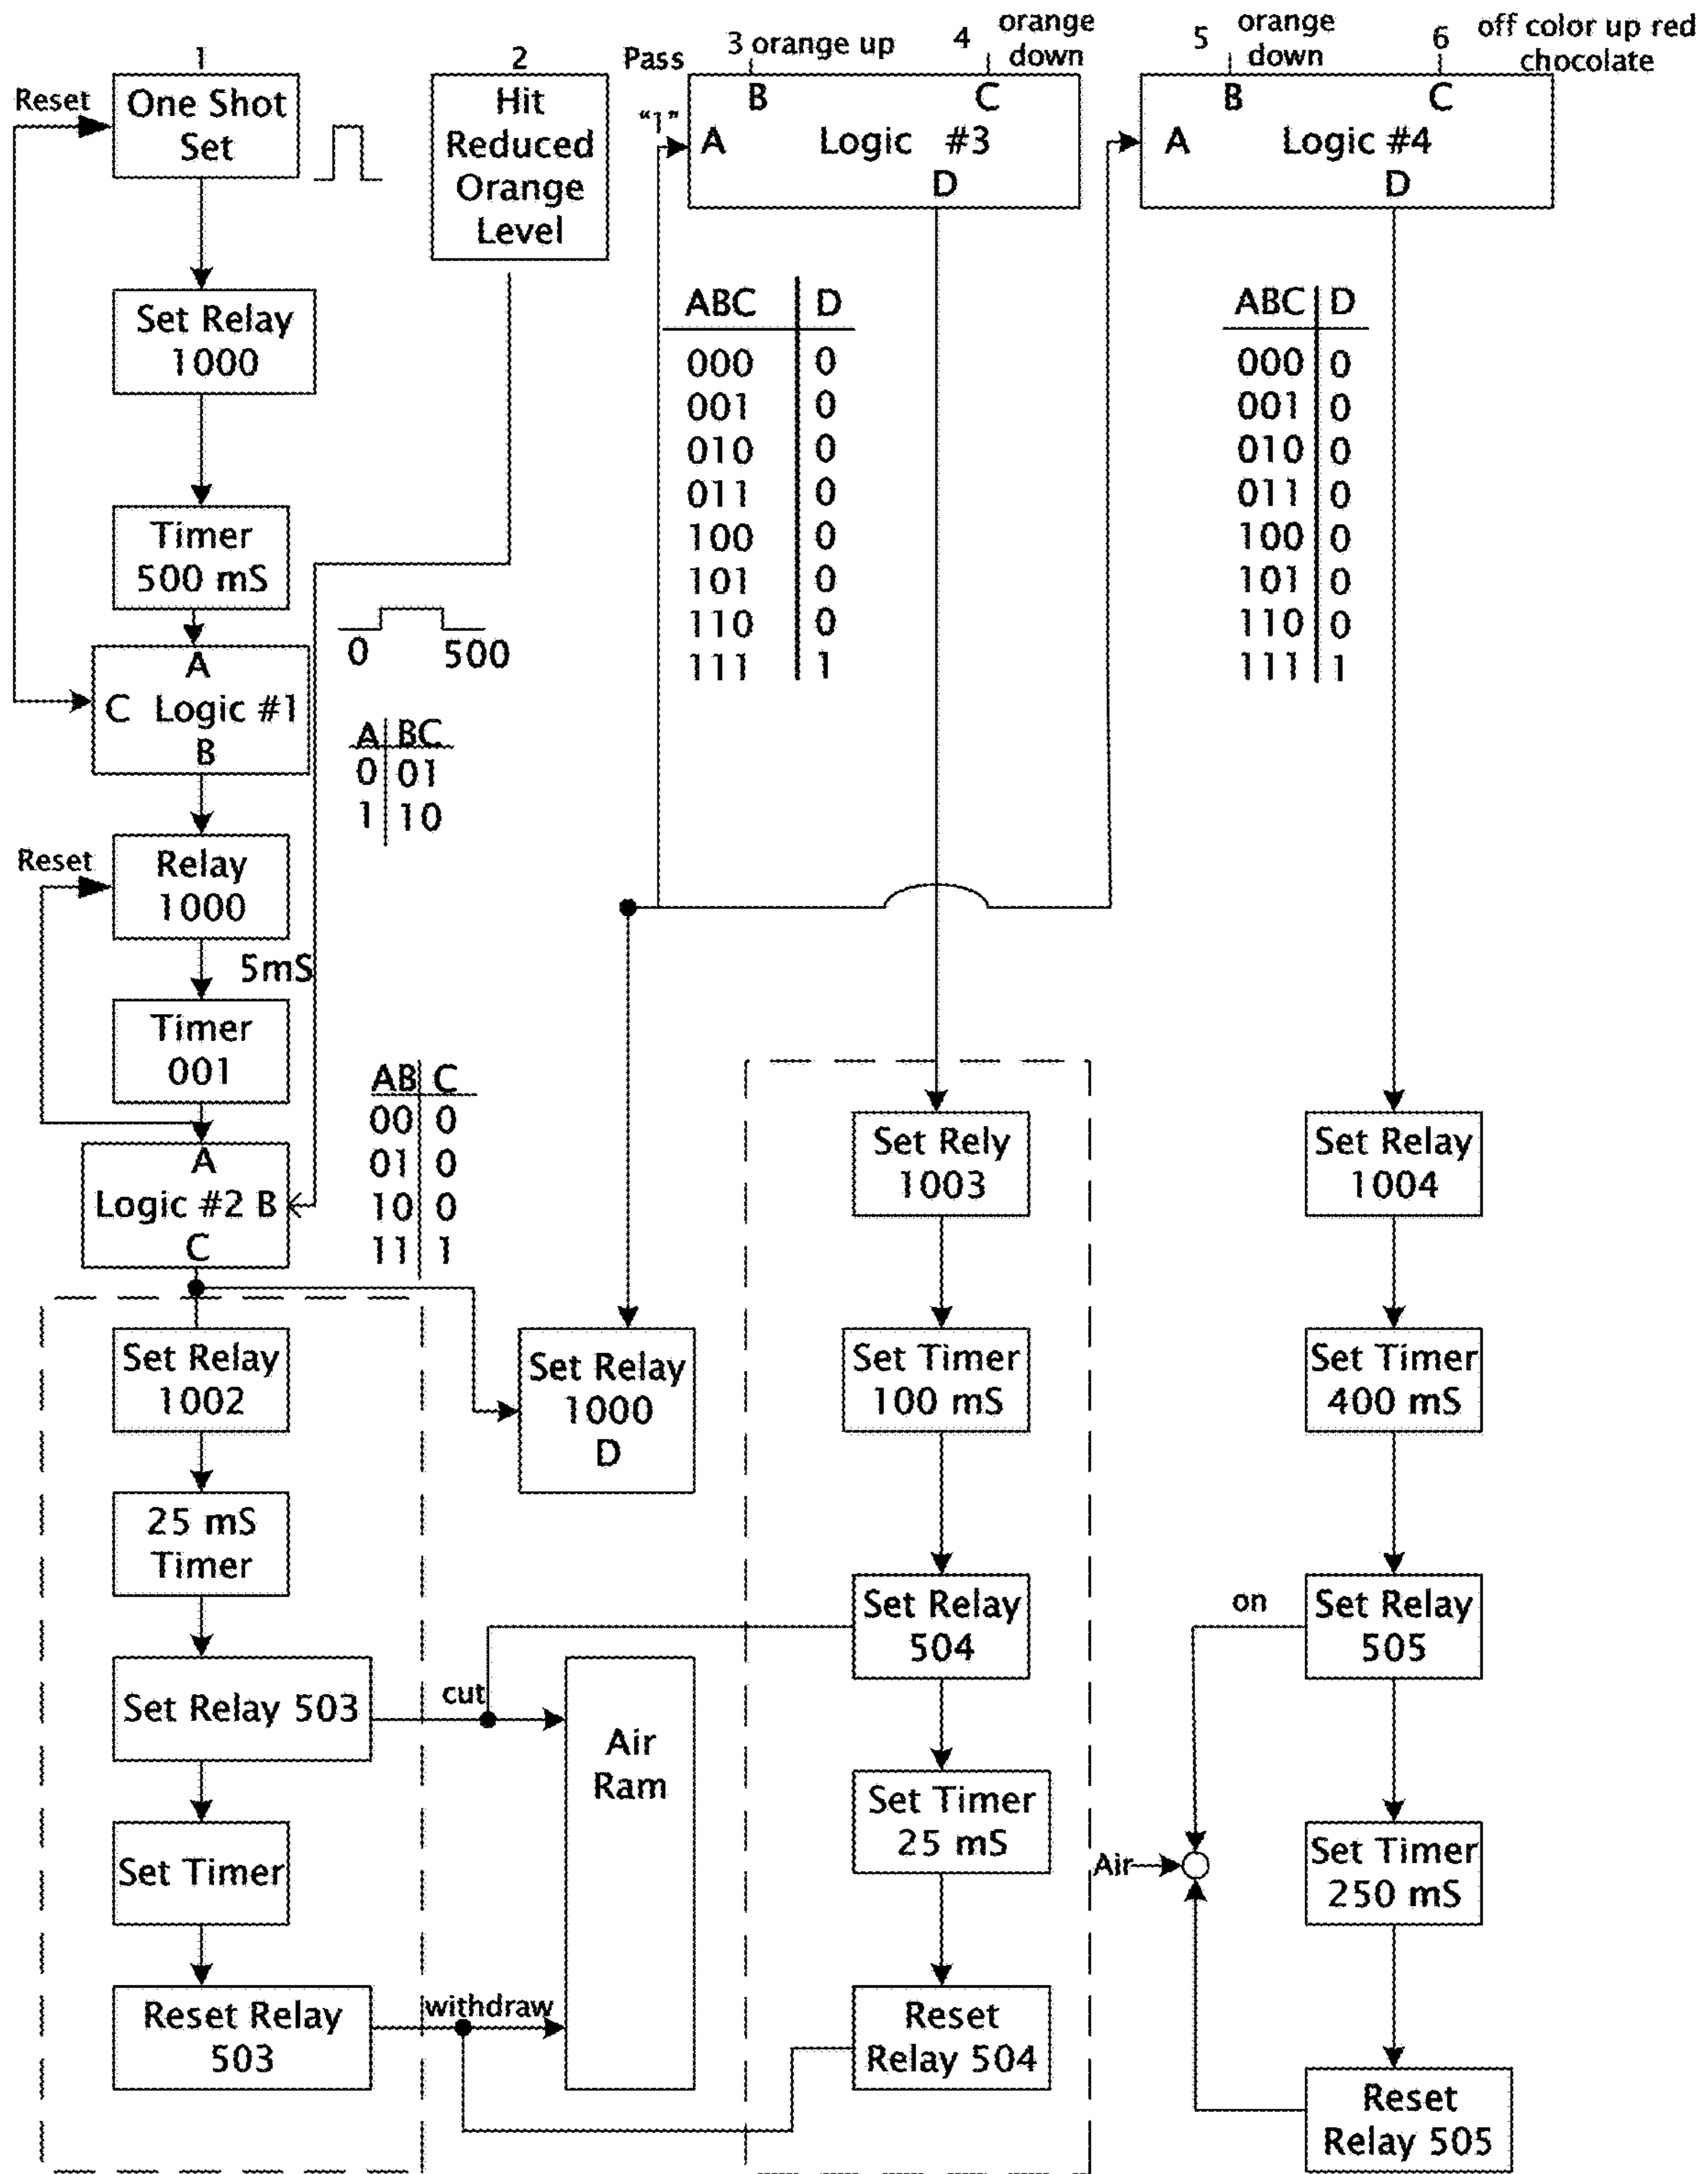 1
Reset
One Shot
Set
2
Hit
Reduced
Orange
Level
Pass
"1"
3 orange up
4 orange
down
B
C
A
Logic #3
D
5 orange
down
6 off color up red
chocolate
B
C
A
Logic #4
D
Set Relay
1000
Timer
500 mS
0 500
A
C Logic #1
B
A BC
0 01
1 10
ABC D
000 0
001 0
010 0
011 0
100 0
101 0
110 0
111 1
ABC D
000 0
001 0
010 0
011 0
100 0
101 0
110 0
111 1
Reset
Relay
1000
5mS
Timer
001
A
Logic #2 B
C
AB C
00 0
01 0
10 0
11 1
Set Relay
1002
25 mS
Timer
Set Relay 503
Set Timer
Reset Relay
503
Set Relay
1000
D
cut
withdraw
Air
Ram
Set Rely
1003
Set Timer
100 mS
Set Relay
504
Set Timer
25 mS
Reset
Relay 504
Set Relay
1004
Set Timer
400 mS
on
Set Relay
505
Air
Set Timer
250 mS
Reset
Relay 505